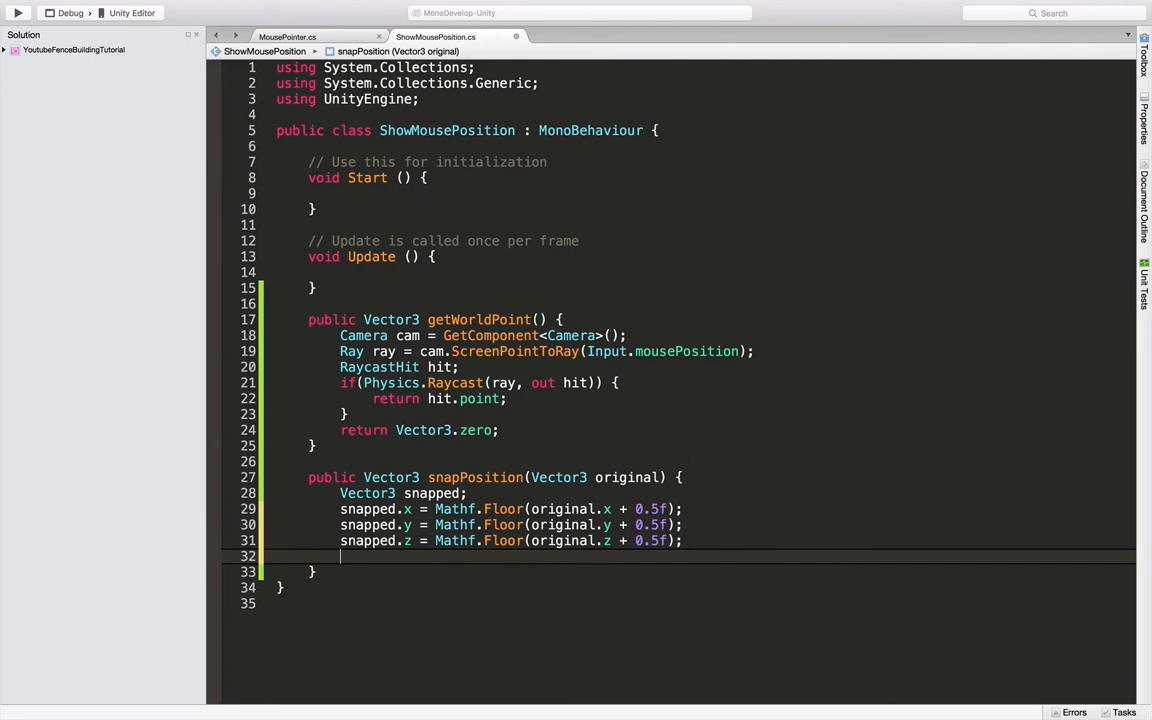 Debug › Unity Editor
MonoDevelop-Unity
Search
Solution
YoutubeFenceBuildingTutorial
MousePointer.cs
ShowMousePosition.cs
ShowMousePosition
snapPosition (Vector3 original)
1 using System.Collections;
2 using System.Collections.Generic;
3 using UnityEngine;
4
5 public class ShowMousePosition : MonoBehaviour {
6
7 // Use this for initialization
8 void Start () {
9
10 }
11
12 // Update is called once per frame
13 void Update () {
14
15 }
16
17 public Vector3 getWorldPoint() {
18 Camera cam = GetComponent<Camera>();
19 Ray ray = cam.ScreenPointToRay(Input.mousePosition);
20 RaycastHit hit;
21 if(Physics.Raycast(ray, out hit)) {
22 return hit.point;
23 }
24 return Vector3.zero;
25 }
26
27 public Vector3 snapPosition(Vector3 original) {
28 Vector3 snapped;
29 snapped.x = Mathf.Floor(original.x + 0.5f);
30 snapped.y = Mathf.Floor(original.y + 0.5f);
31 snapped.z = Mathf.Floor(original.z + 0.5f);
32
33 }
34 }
35
Toolbox
Properties
Document Outline
Unit Tests
Errors
Tasks